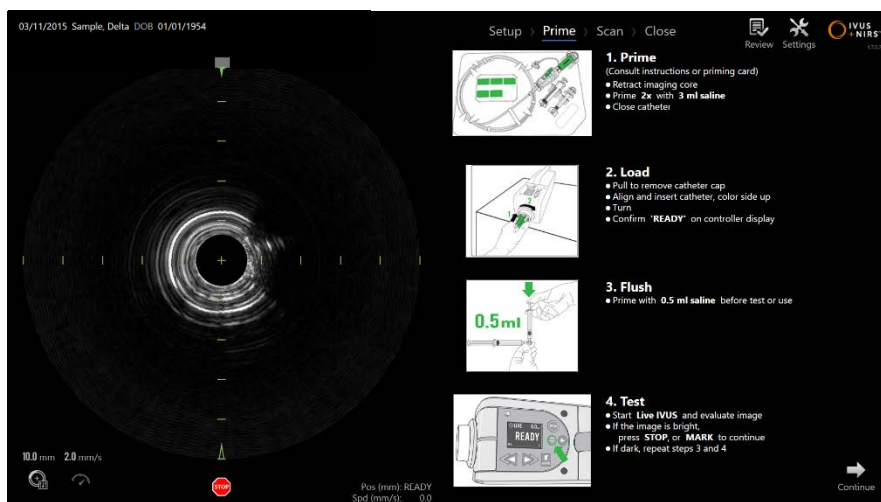 03/11/2015 Sample, Delta DOB 01/01/1954
Setup › Prime › Scan › Close
Review
Settings
IVUS
+NIRS
1. Prime
(Consult instructions or priming card)
● Retract imaging core
● Prime 2x with 3 ml saline
● Close catheter
2. Load
● Pull to remove catheter cap
● Align and insert catheter, color side up
● Turn
● Confirm 'READY' on controller display
1
2
3. Flush
● Prime with 0.5 ml saline before test or use
0.5ml
4. Test
● Start Live IVUS and evaluate image
● If the image is bright,
press STOP, or MARK to continue
● If dark, repeat steps 3 and 4
LIVE
READY
10.0 mm 2.0 mm/s
STOP
Pos (mm): READY
Spd (mm/s): 0.0
Continue